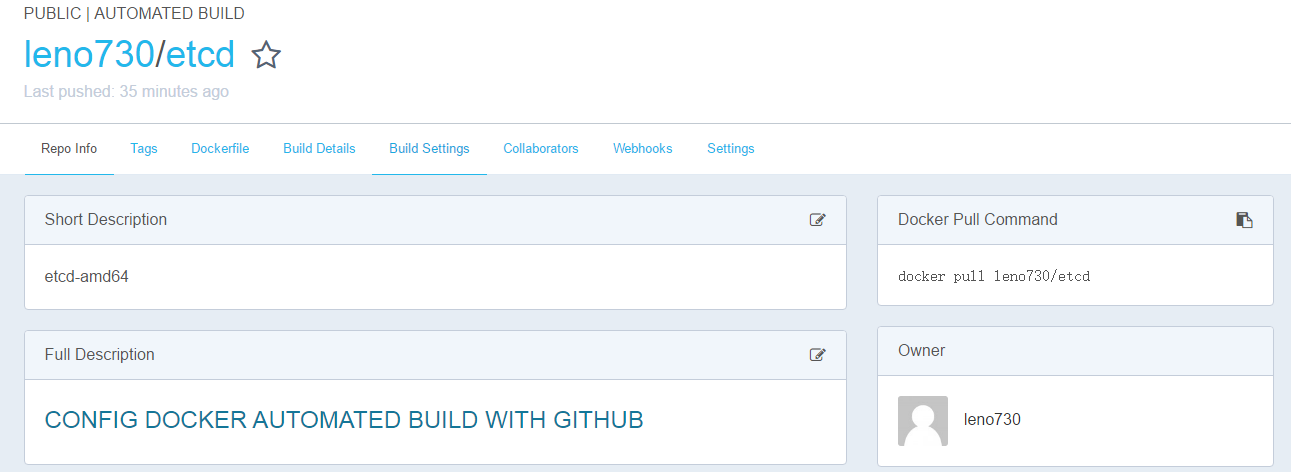 PUBLIC | AUTOMATED BUILD
leno730/etcd
Last pushed: 35 minutes ago
Repo Info Tags Dockerfile Build Details Build Settings Collaborators Webhooks Settings
Short Description
etcd-amd64
Full Description
CONFIG DOCKER AUTOMATED BUILD WITH GITHUB
Docker Pull Command
docker pull leno730/etcd
Owner
leno730